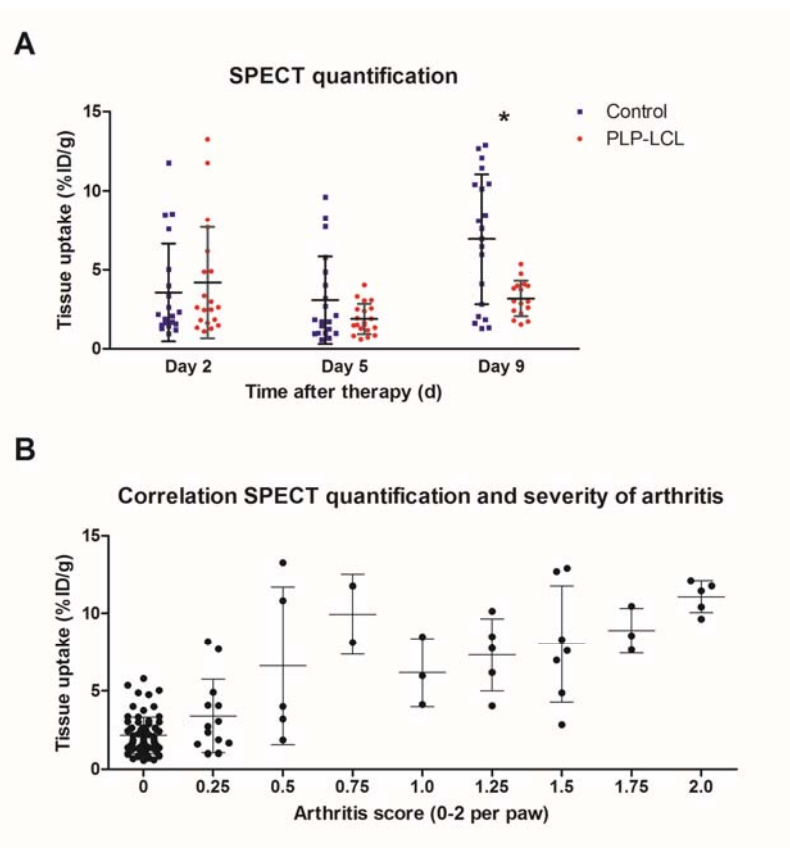 A
SPECT quantification
Tissue uptake (%ID/g)
15
10
5
0
*
Control
PLP-LCL
Day 2
Day 5
Day 9
Time after therapy (d)
B
Correlation SPECT quantification and severity of arthritis
Tissue uptake (%ID/g)
15
10
5
0
0 0.25 0.5 0.75 1.0 1.25 1.5 1.75 2.0
Arthritis score (0-2 per paw)